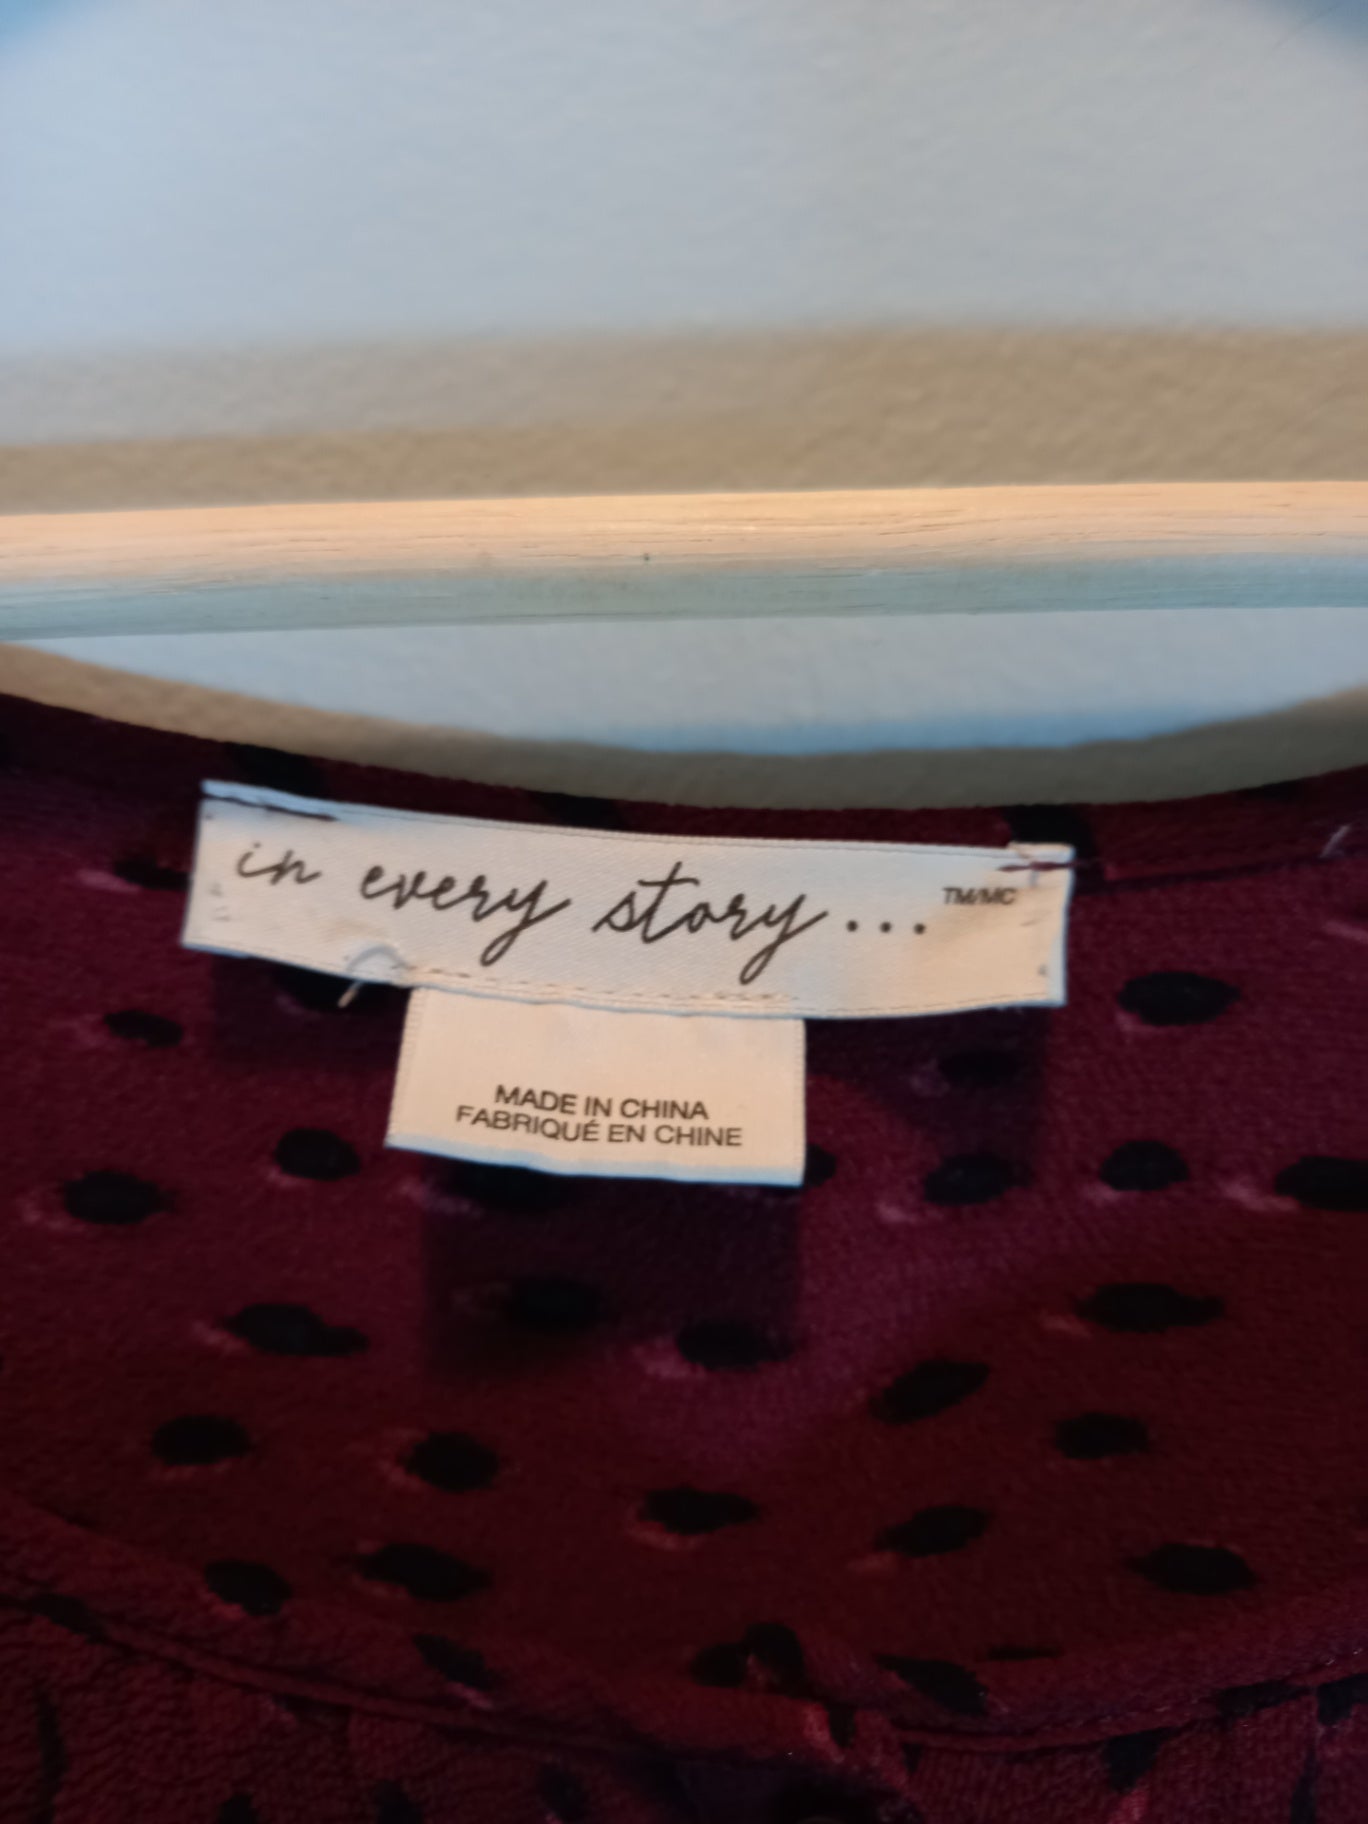 in every story... TM/MC
MADE IN CHINA
FABRIQUÉ EN CHINE